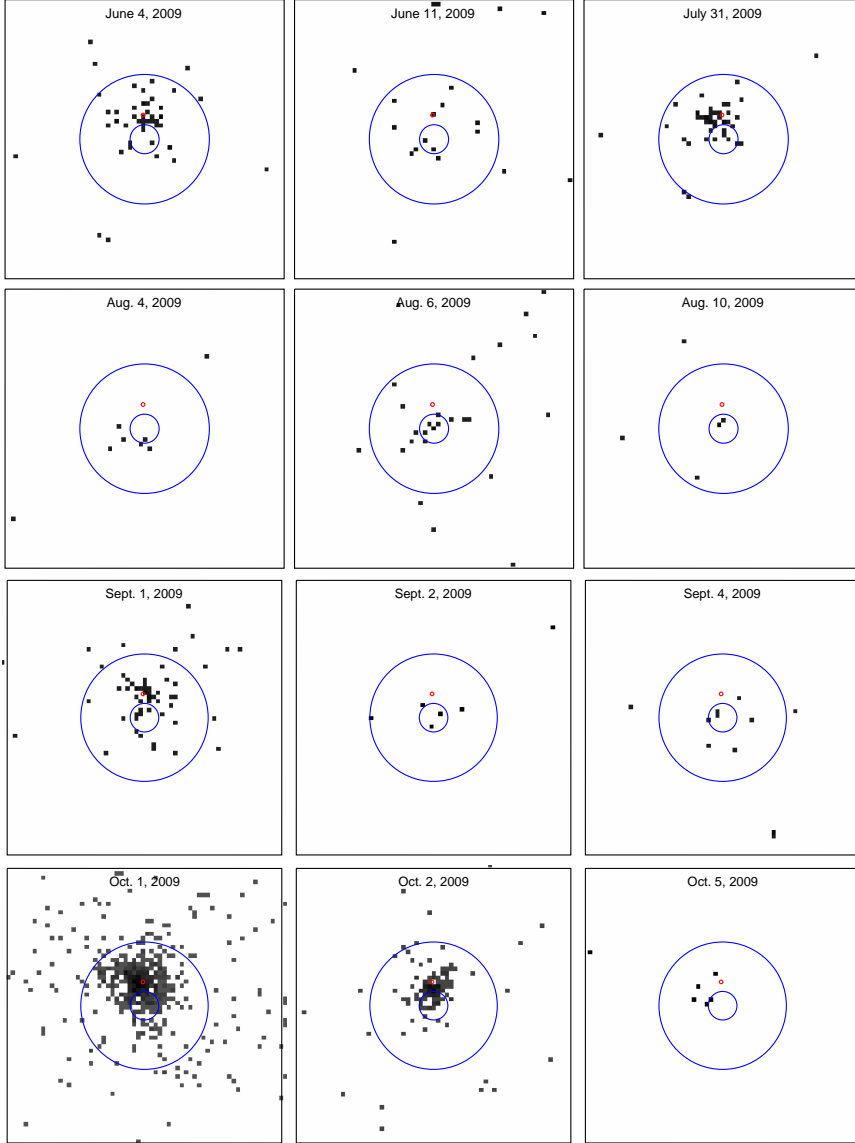 June 4, 2009
June 11, 2009
July 31, 2009
Aug. 4, 2009
Aug. 6, 2009
Aug. 10, 2009
Sept. 1, 2009
Sept. 2, 2009
Sept. 4, 2009
Oct. 1, 2009
Oct. 2, 2009
Oct. 5, 2009